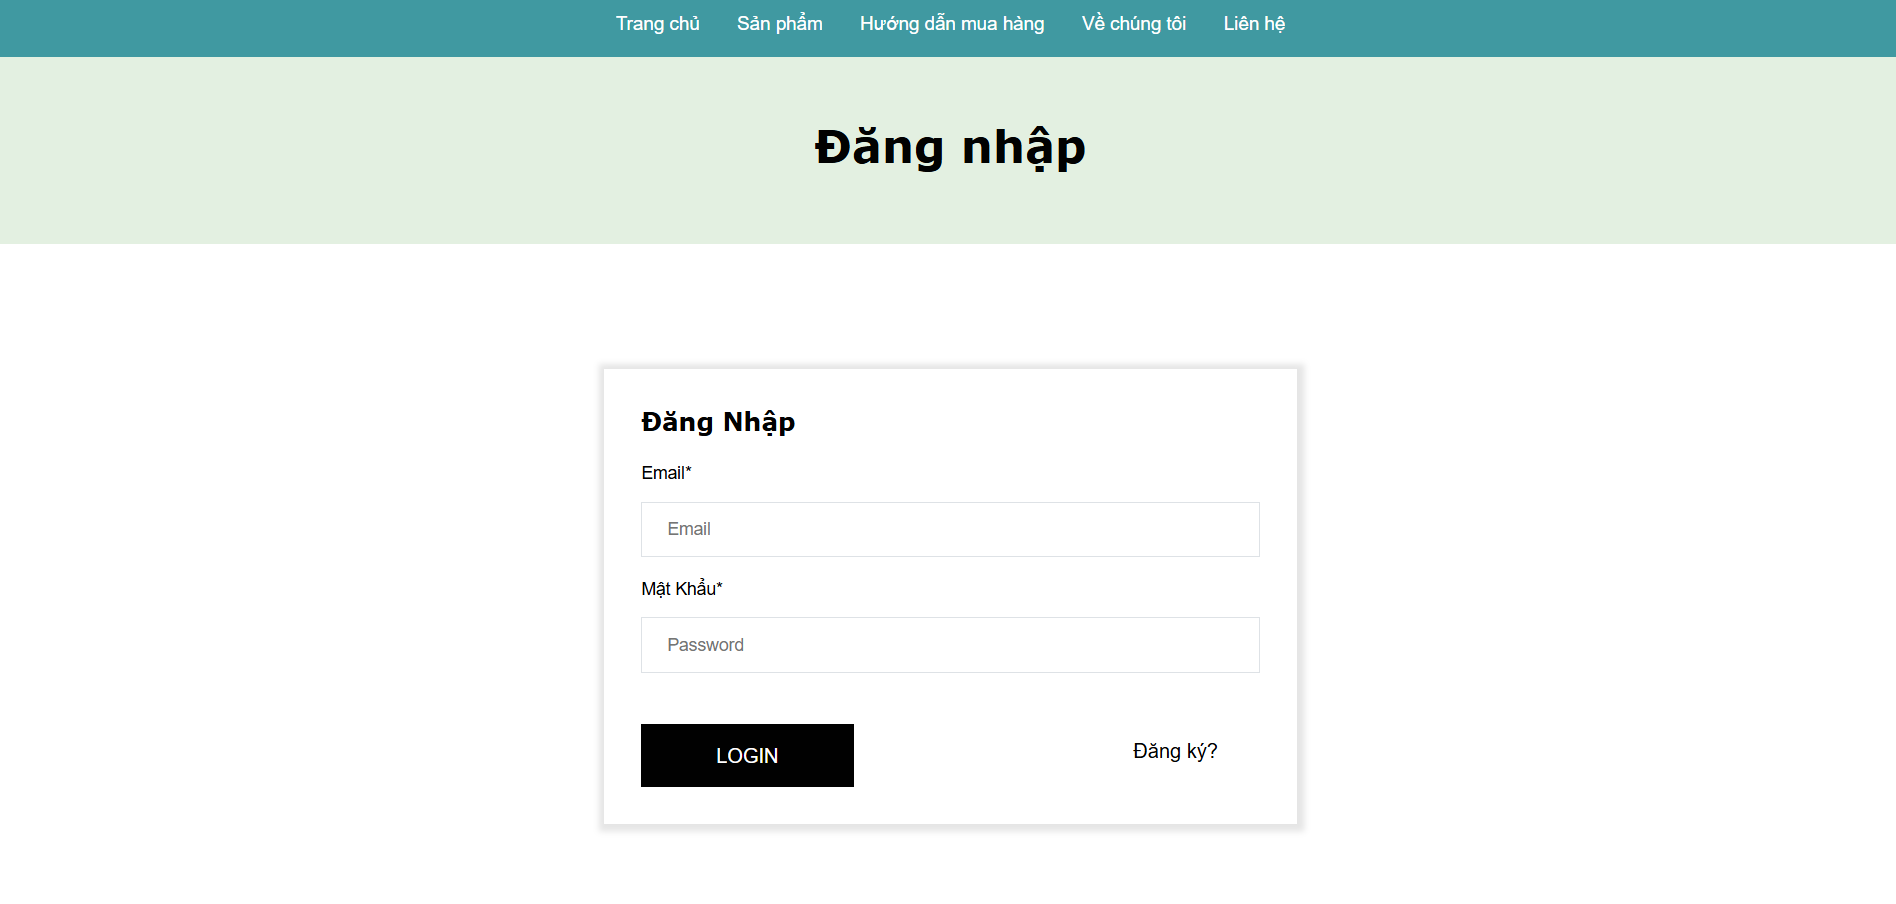 Trang chủ Sản phẩm Hướng dẫn mua hàng Về chúng tôi Liên hệ
Đăng nhập
Đăng Nhập
Email*
Email
Mật Khẩu*
Password
LOGIN Đăng ký?